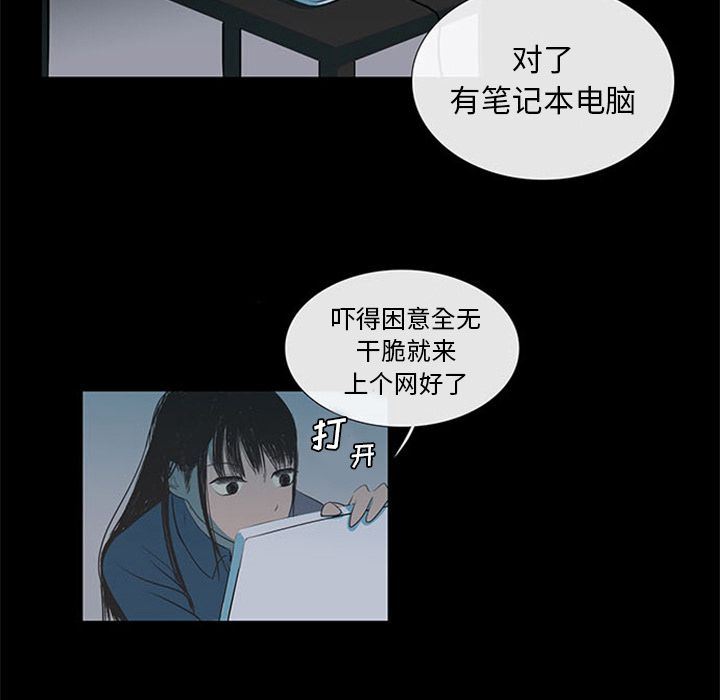 对了
有笔记本电脑
吓得困意全无
干脆就来
上个网好了
打开